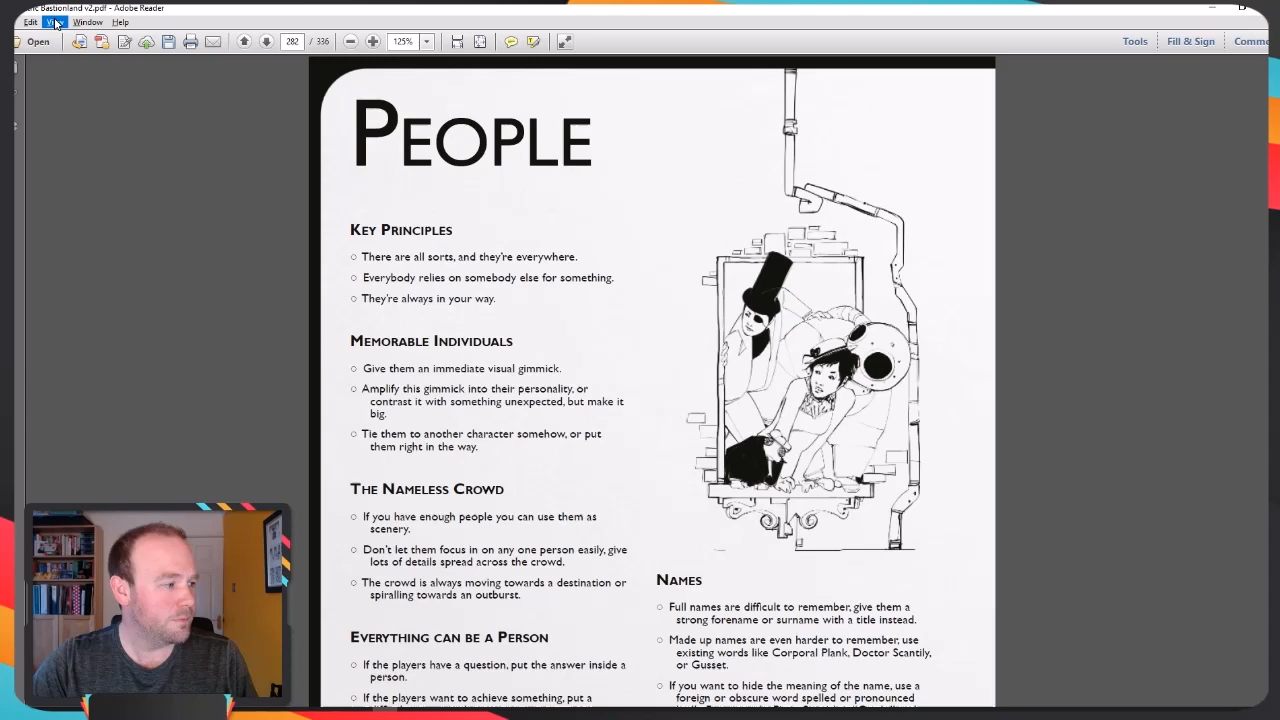 ric Bastionland v2.pdf - Adobe Reader
Edit View Window Help
Open 282 / 336 125% Tools Fill & Sign Comme
PEOPLE
KEY PRINCIPLES
○ There are all sorts, and they're everywhere.
○ Everybody relies on somebody else for something.
○ They're always in your way.
MEMORABLE INDIVIDUALS
○ Give them an immediate visual gimmick.
○ Amplify this gimmick into their personality, or
contrast it with something unexpected, but make it
big.
○ Tie them to another character somehow, or put
them right in the way.
THE NAMELESS CROWD
○ If you have enough people you can use them as
scenery.
○ Don't let them focus in on any one person easily, give
lots of details spread across the crowd.
○ The crowd is always moving towards a destination or
spiralling towards an outburst.
EVERYTHING CAN BE A PERSON
○ If the players have a question, put the answer inside a
person.
○ If the players want to achieve something, put a
NAMES
○ Full names are difficult to remember, give them a
strong forename or surname with a title instead.
○ Made up names are even harder to remember, use
existing words like Corporal Plank, Doctor Scantily,
or Gusset.
○ If you want to hide the meaning of the name, use a
foreign or obscure word spelled or pronounced